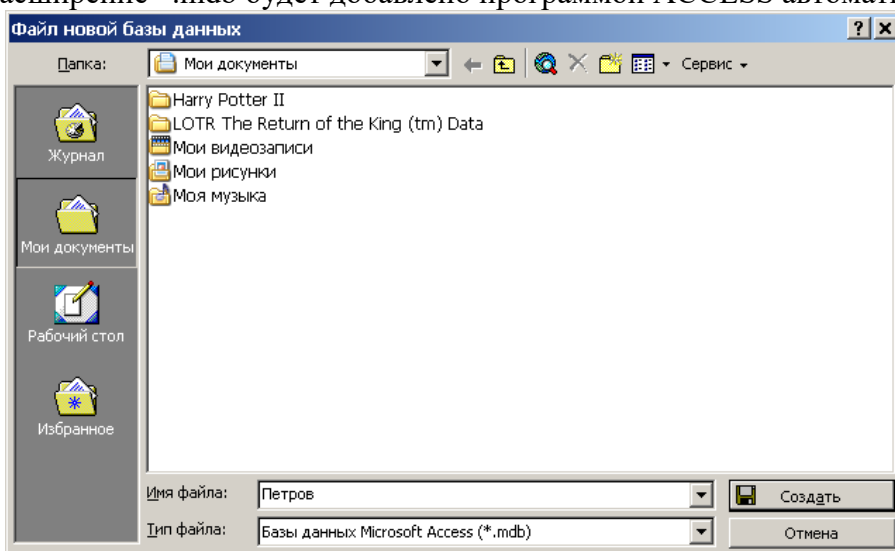 асширение *.mdb будет добавлено программой ACCESS автомати
Файл новой базы данных
Папка: Мои документы Сервис
Журнал
Мои документы
Рабочий стол
Избранное
Harry Potter II
LOTR The Return of the King (tm) Data
Мои видеозаписи
Мои рисунки
Моя музыка
Имя файла: Петров Создать
Тип файла: Базы данных Microsoft Access (*.mdb) Отмена